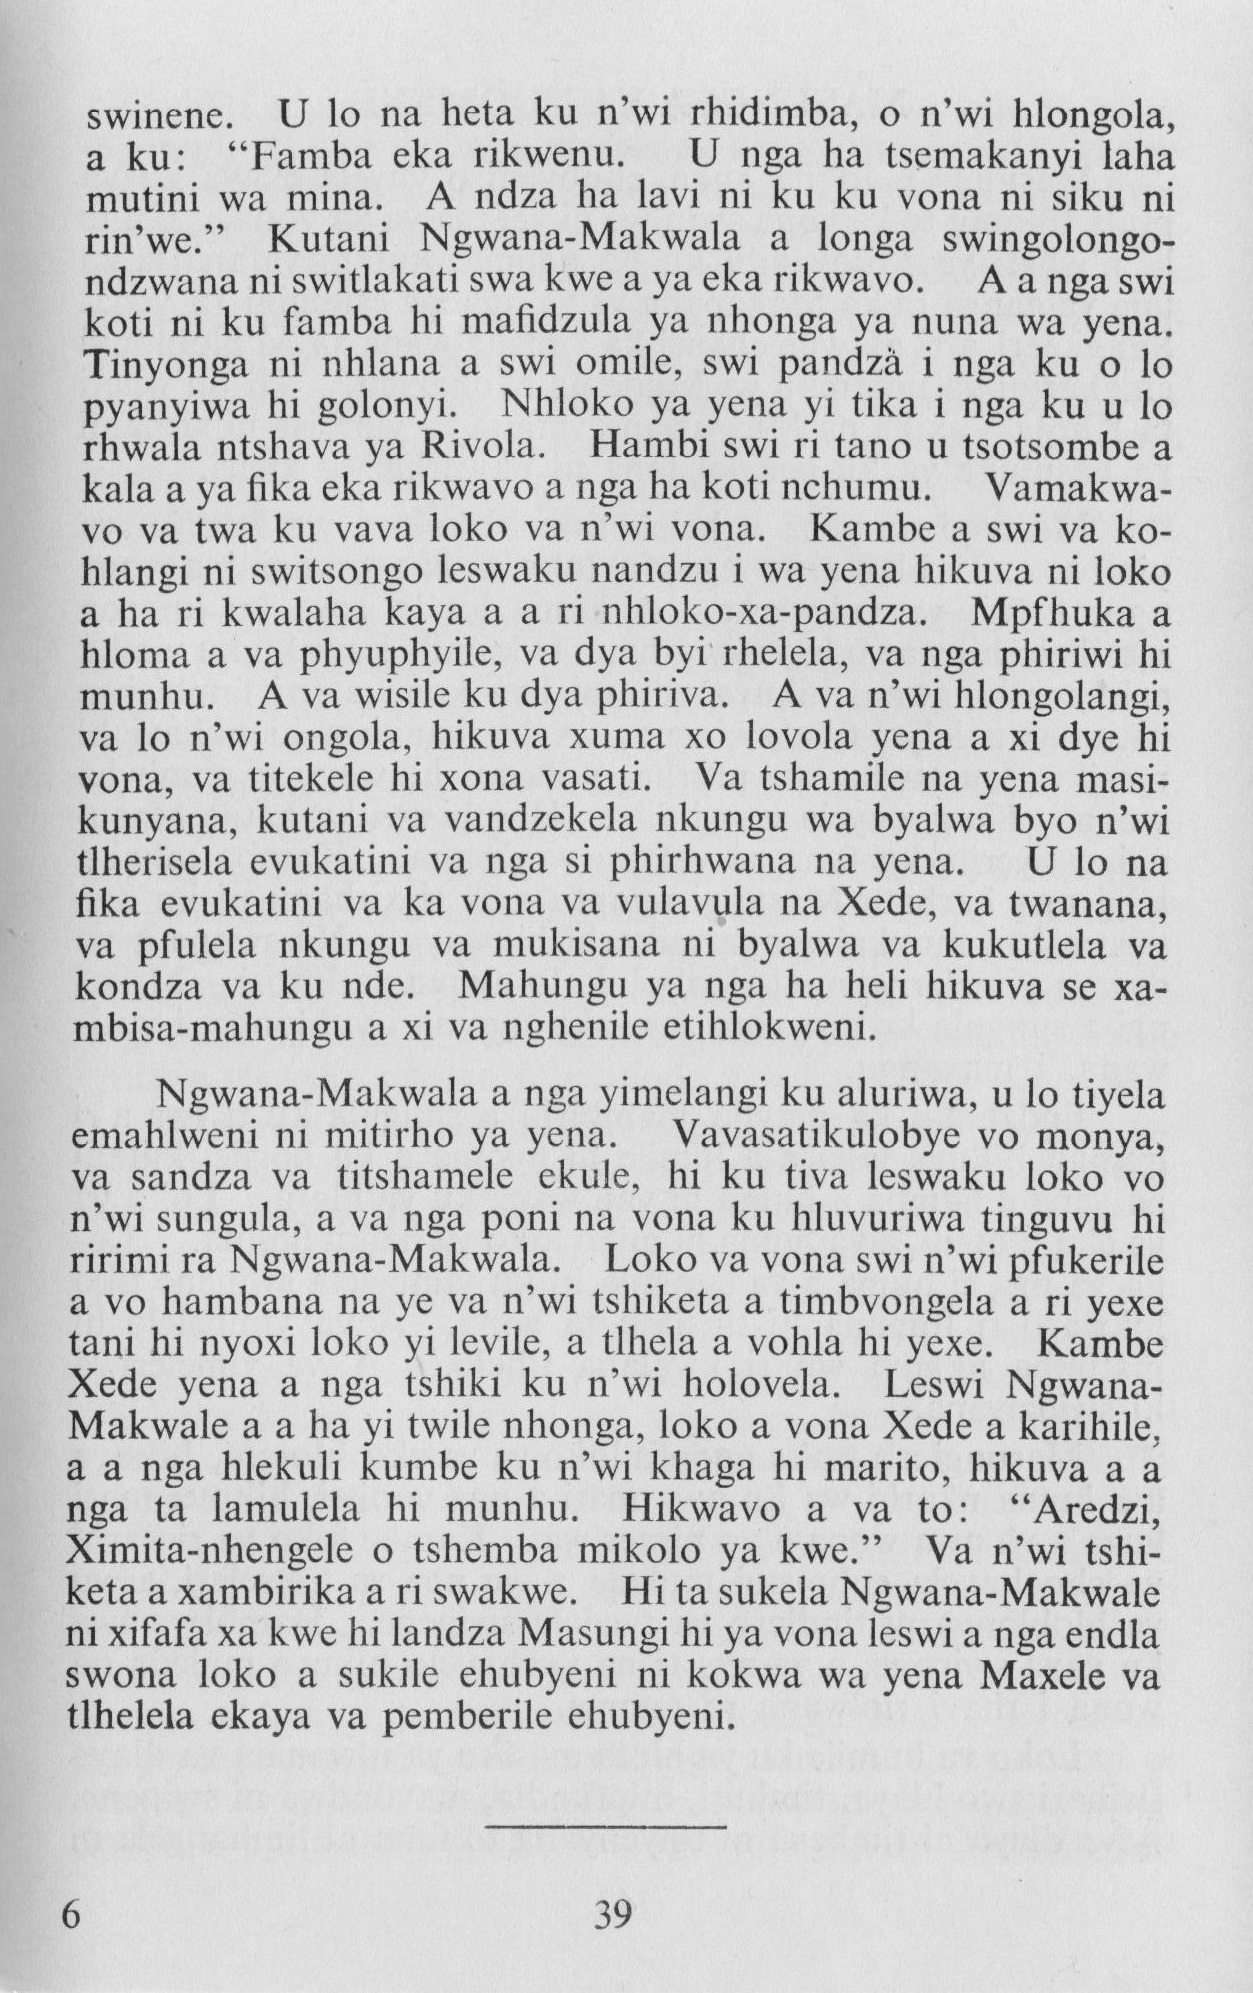 swinene. U lo na heta ku n’wi rhidimba, o n’wi hlongola,
a ku: “Famba eka rikwenu. U nga ha tsemakanyi laha
mutini wa mina. A ndza ha lavi ni ku ku vona ni siku ni
rin’we.” Kutani Ngwana-Makwala a longa swingolongo-
ndzwana ni switlakati swa kwe a ya eka rikwavo. A a nga swi
koti ni ku famba hi mafidzula ya nhonga ya nuna wa yena.
Tinyonga ni nhlana a swi omile, swi pandzà i nga ku o lo
pyanyiwa hi golonyi. Nhloko ya yena yi tika i nga ku u lo
rhwala ntshava ya Rivola. Hambi swi ri tano u tsotsombe a
kala a ya fika eka rikwavo a nga ha koti nchumu. Vamakwa-
vo va twa ku vava loko va n’wi vona. Kambe a swi va ko-
hlangi ni switsongo leswaku nandzu i wa yena hikuva ni loko
a ha ri kwalaha kaya a a ri nhloko-xa-pandza. Mpfhuka a
hloma a va phyuphyile, va dya byi rhelela, va nga phiriwi hi
munhu. A va wisile ku dya phiriva. A va n’wi hlongolangi,
va lo n’wi ongola, hikuva xuma xo lovola yena a xi dye hi
vona, va titekele hi xona vasati. Va tshamile na yena masi-
kunyana, kutani va vandzekela nkungu wa byalwa byo n’wi
tlherisela evukatini va nga si phirhwana na yena. U lo na
fika evukatini va ka vona va vulavula na Xede, va twanana,
va pfulela nkungu va mukisana ni byalwa va kukutlela va
kondza va ku nde. Mahungu ya nga ha heli hikuva se xa-
mbisa-mahungu a xi va nghenile etihlokweni.
Ngwana-Makwala a nga yimelangi ku aluriwa, u lo tiyela
emahlweni ni mitirho ya yena. Vavasatikulobye vo monya,
va sandza va titshamele ekule, hi ku tiva leswaku loko vo
n’wi sungula, a va nga poni na vona ku hluvuriwa tinguvu hi
ririmi ra Ngwana-Makwala. Loko va vona swi n’wi pfukerile
a vo hambana na ye va n’wi tshiketa a timbvongela a ri yexe
tani hi nyoxi loko yi levile, a tlhela a vohla hi yexe. Kambe
Xede yena a nga tshiki ku n’wi holovela. Leswi Ngwana-
Makwale a a ha yi twile nhonga, loko a vona Xede a karihile,
a a nga hlekuli kumbe ku n’wi khaga hi marito, hikuva a a
nga ta lamulela hi munhu. Hikwavo a va to: “Aredzi,
Ximita-nhengele o tshemba mikolo ya kwe.” Va n’wi tshi-
keta a xambirika a ri swakwe. Hi ta sukela Ngwana-Makwale
ni xifafa xa kwe hi landza Masungi hi ya vona leswi a nga endla
swona loko a sukile ehubyeni ni kokwa wa yena Maxele va
tlhelela ekaya va pemberile ehubyeni.
6 39